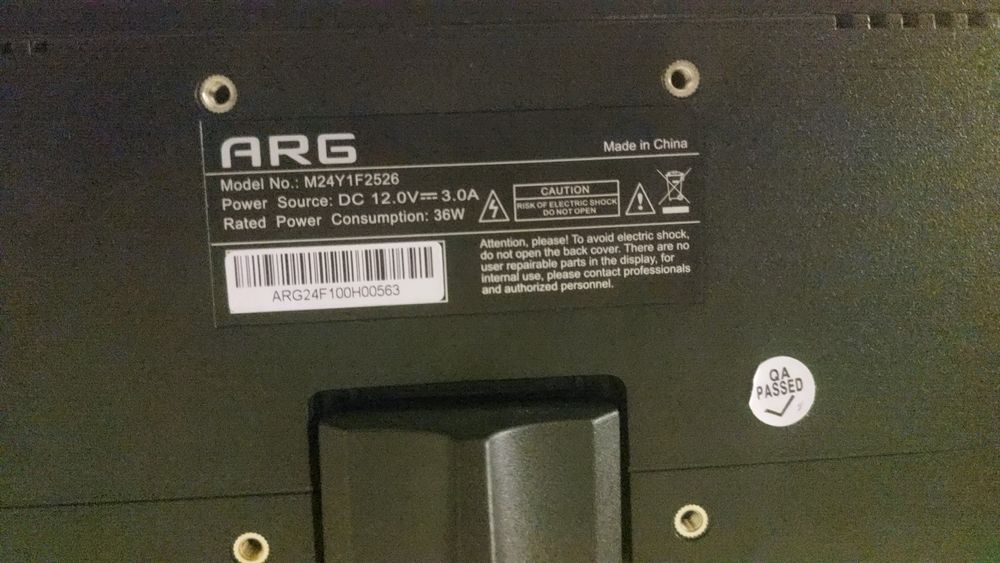 ARG
Made in China
Model No.: M24Y1F2526
Power Source: DC 12.0V⎓3.0A
Rated Power Consumption: 36W
CAUTION
RISK OF ELECTRIC SHOCK
DO NOT OPEN
Attention, please! To avoid electric shock,
do not open the back cover. There are no
user repairable parts in the display, for
internal use, please contact professionals
and authorized personnel.
ARG24F100H00563
QA
PASSED